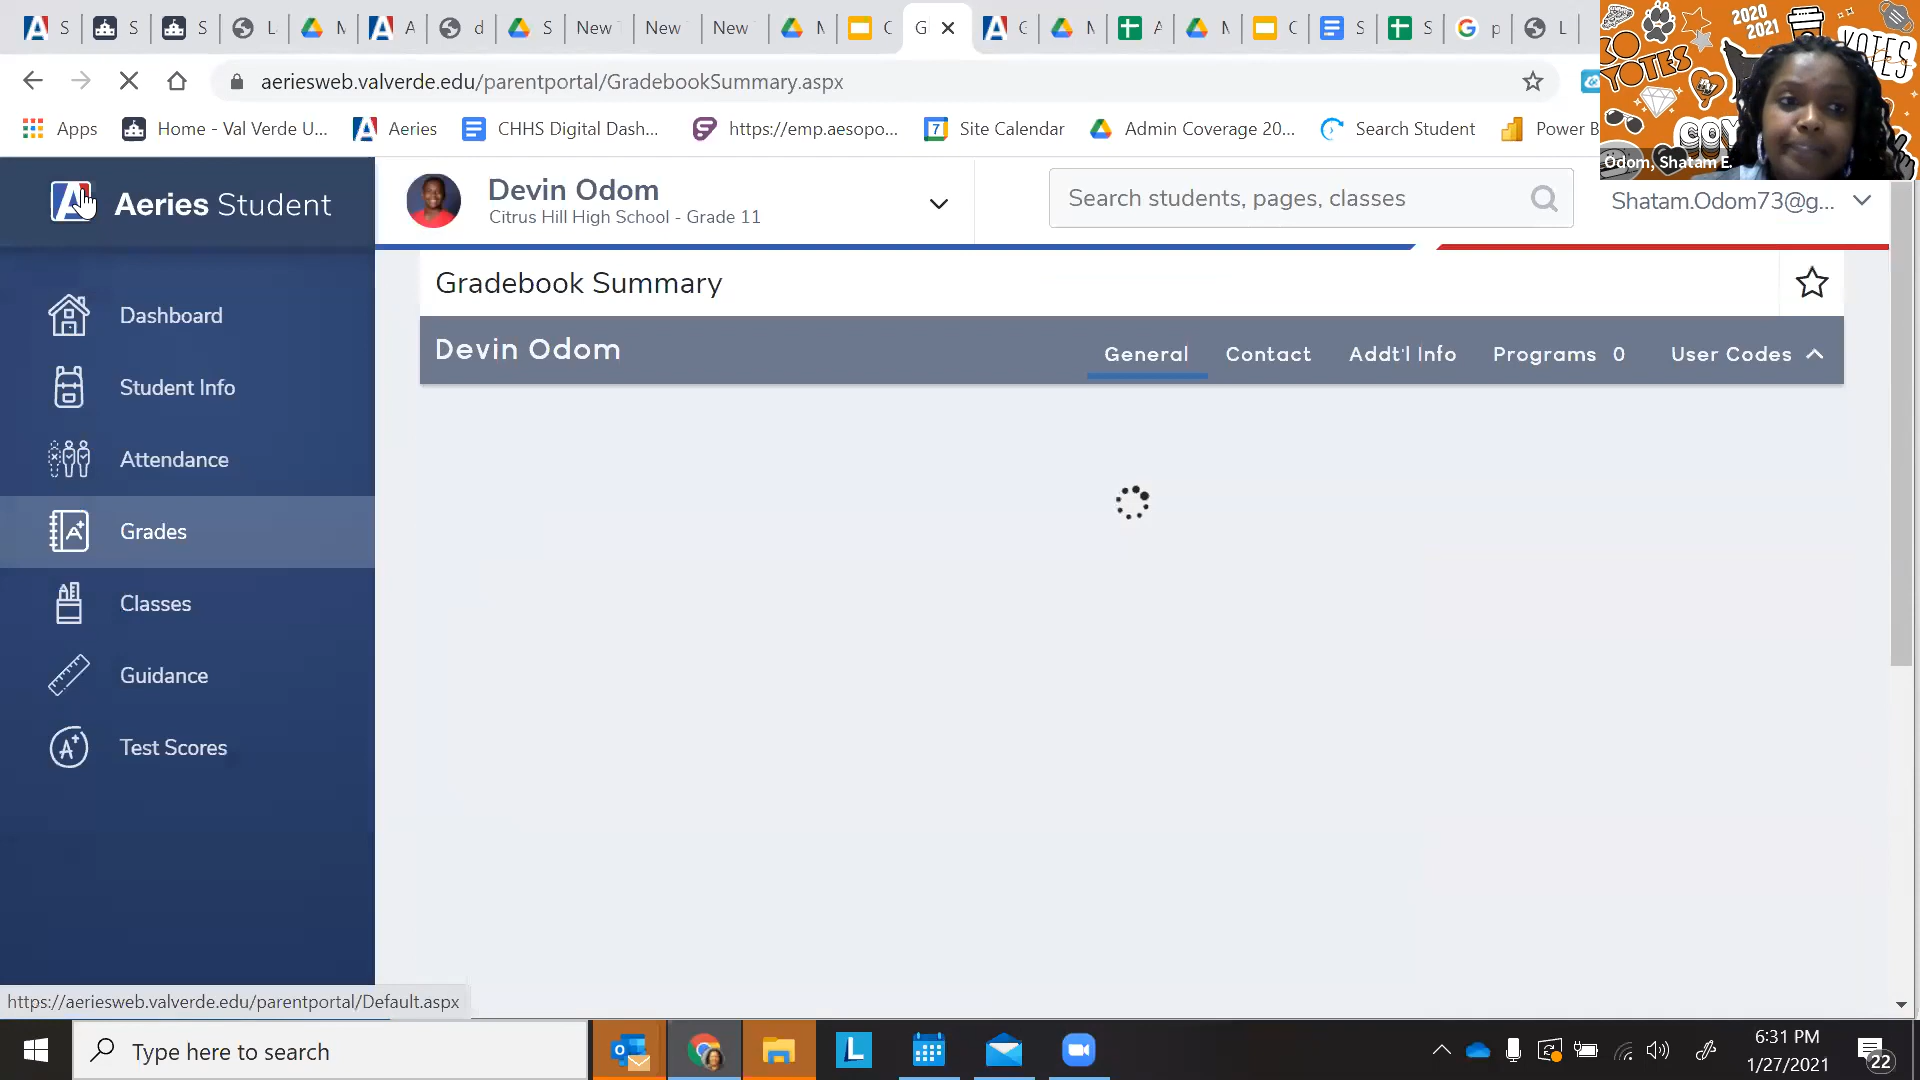 S S S L M A d S New New New M C G C M A M C S S p L
aeriesweb.valverde.edu/parentportal/GradebookSummary.aspx
Apps Home - Val Verde U... Aeries CHHS Digital Dash... https://emp.aesopo... 7 Site Calendar Admin Coverage 20... Search Student Power B
2020
2021
GO
YOTES
YOTES
Odom, Shatam E.
Aeries Student
Devin Odom
Citrus Hill High School - Grade 11
Search students, pages, classes
Shatam.Odom73@g...
Gradebook Summary
Devin Odom
General Contact Addt'l Info Programs 0 User Codes
Dashboard
Student Info
Attendance
Grades
Classes
Guidance
Test Scores
https://aeriesweb.valverde.edu/parentportal/Default.aspx
Type here to search
L
6:31 PM
1/27/2021
22